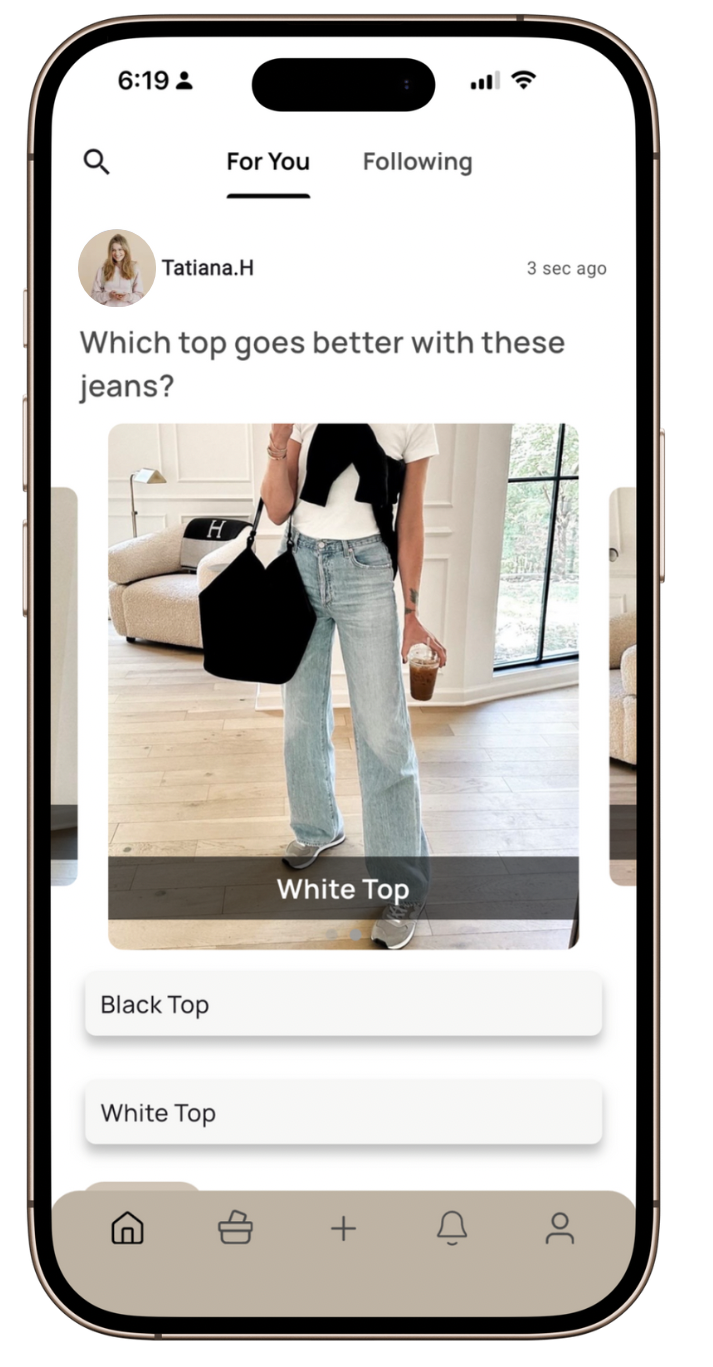 6:19
For You
Following
Tatiana.H
3 sec ago
Which top goes better with these
jeans?
H
White Top
Black Top
White Top